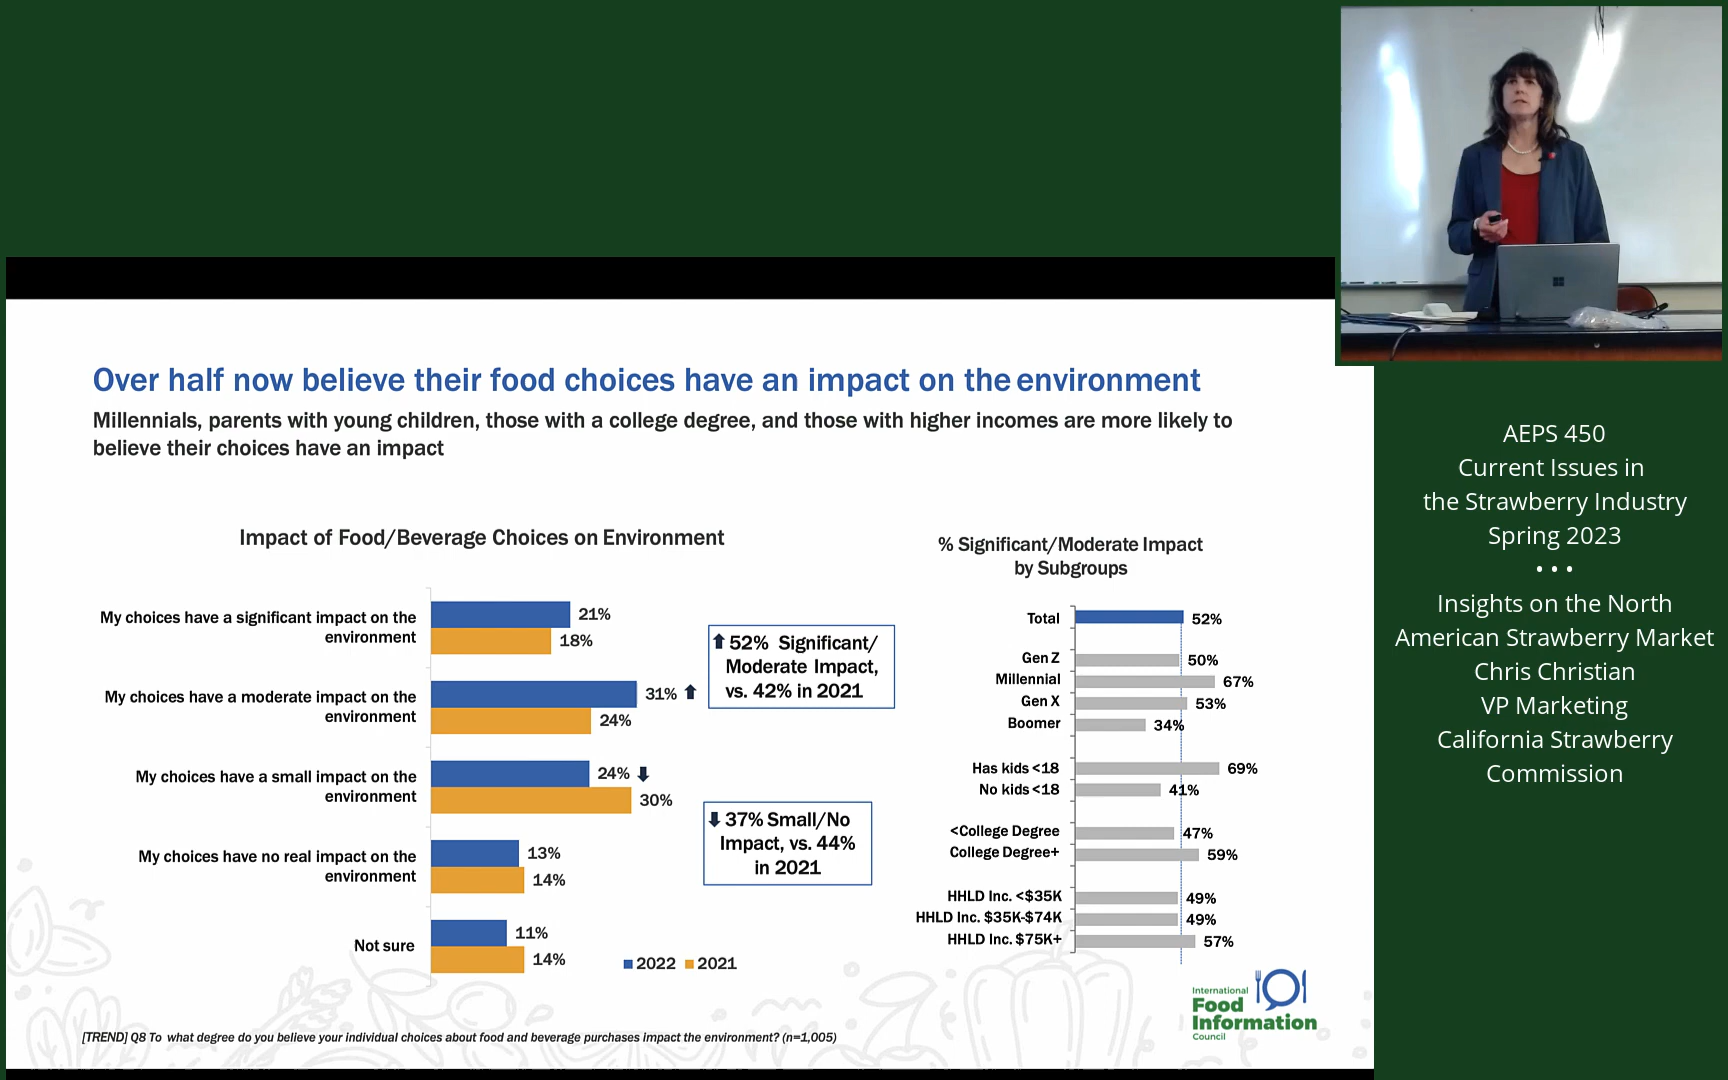 Over half now believe their food choices have an impact on the environment
Millennials, parents with young children, those with a college degree, and those with higher incomes are more likely to
believe their choices have an impact
Impact of Food/Beverage Choices on Environment
My choices have a significant impact on the
environment
21%
18%
My choices have a moderate impact on the
environment
31%
24%
My choices have a small impact on the
environment
24%
30%
My choices have no real impact on the
environment
13%
14%
Not sure
11%
14%
2022 2021
52% Significant/
Moderate Impact,
vs. 42% in 2021
37% Small/No
Impact, vs. 44%
in 2021
% Significant/Moderate Impact
by Subgroups
Total 52%
Gen Z 50%
Millennial 67%
Gen X 53%
Boomer 34%
Has kids <18 69%
No kids <18 41%
<College Degree 47%
College Degree+ 59%
HHLD Inc. <$35K 49%
HHLD Inc. $35K-$74K 49%
HHLD Inc. $75K+ 57%
International
Food
Information
Council
[TREND] Q8 To what degree do you believe your individual choices about food and beverage purchases impact the environment? (n=1,005)
AEPS 450
Current Issues in
the Strawberry Industry
Spring 2023
• • •
Insights on the North
American Strawberry Market
Chris Christian
VP Marketing
California Strawberry
Commission